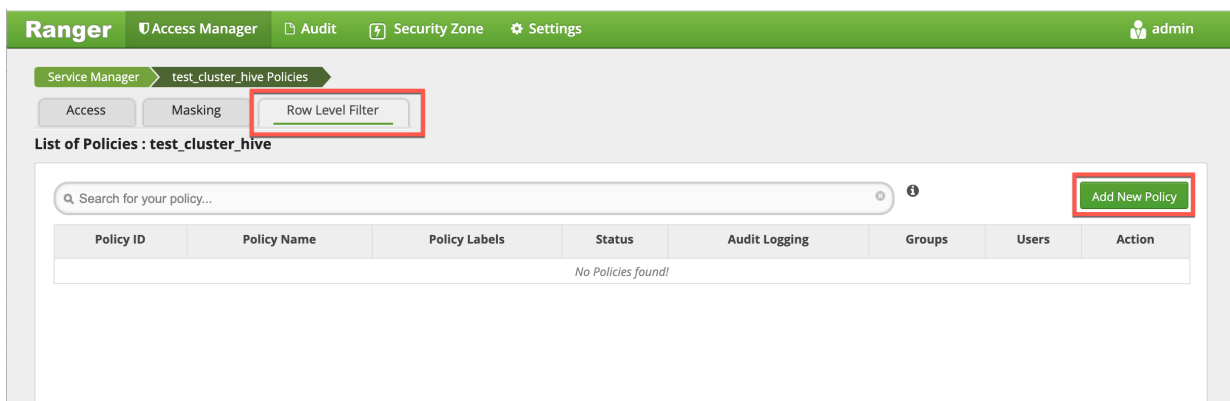 Ranger Access Manager Audit Security Zone Settings admin
Service Manager test_cluster_hive Policies
Access Masking Row Level Filter
List of Policies : test_cluster_hive
Search for your policy... Add New Policy
Policy ID Policy Name Policy Labels Status Audit Logging Groups Users Action
No Policies found!